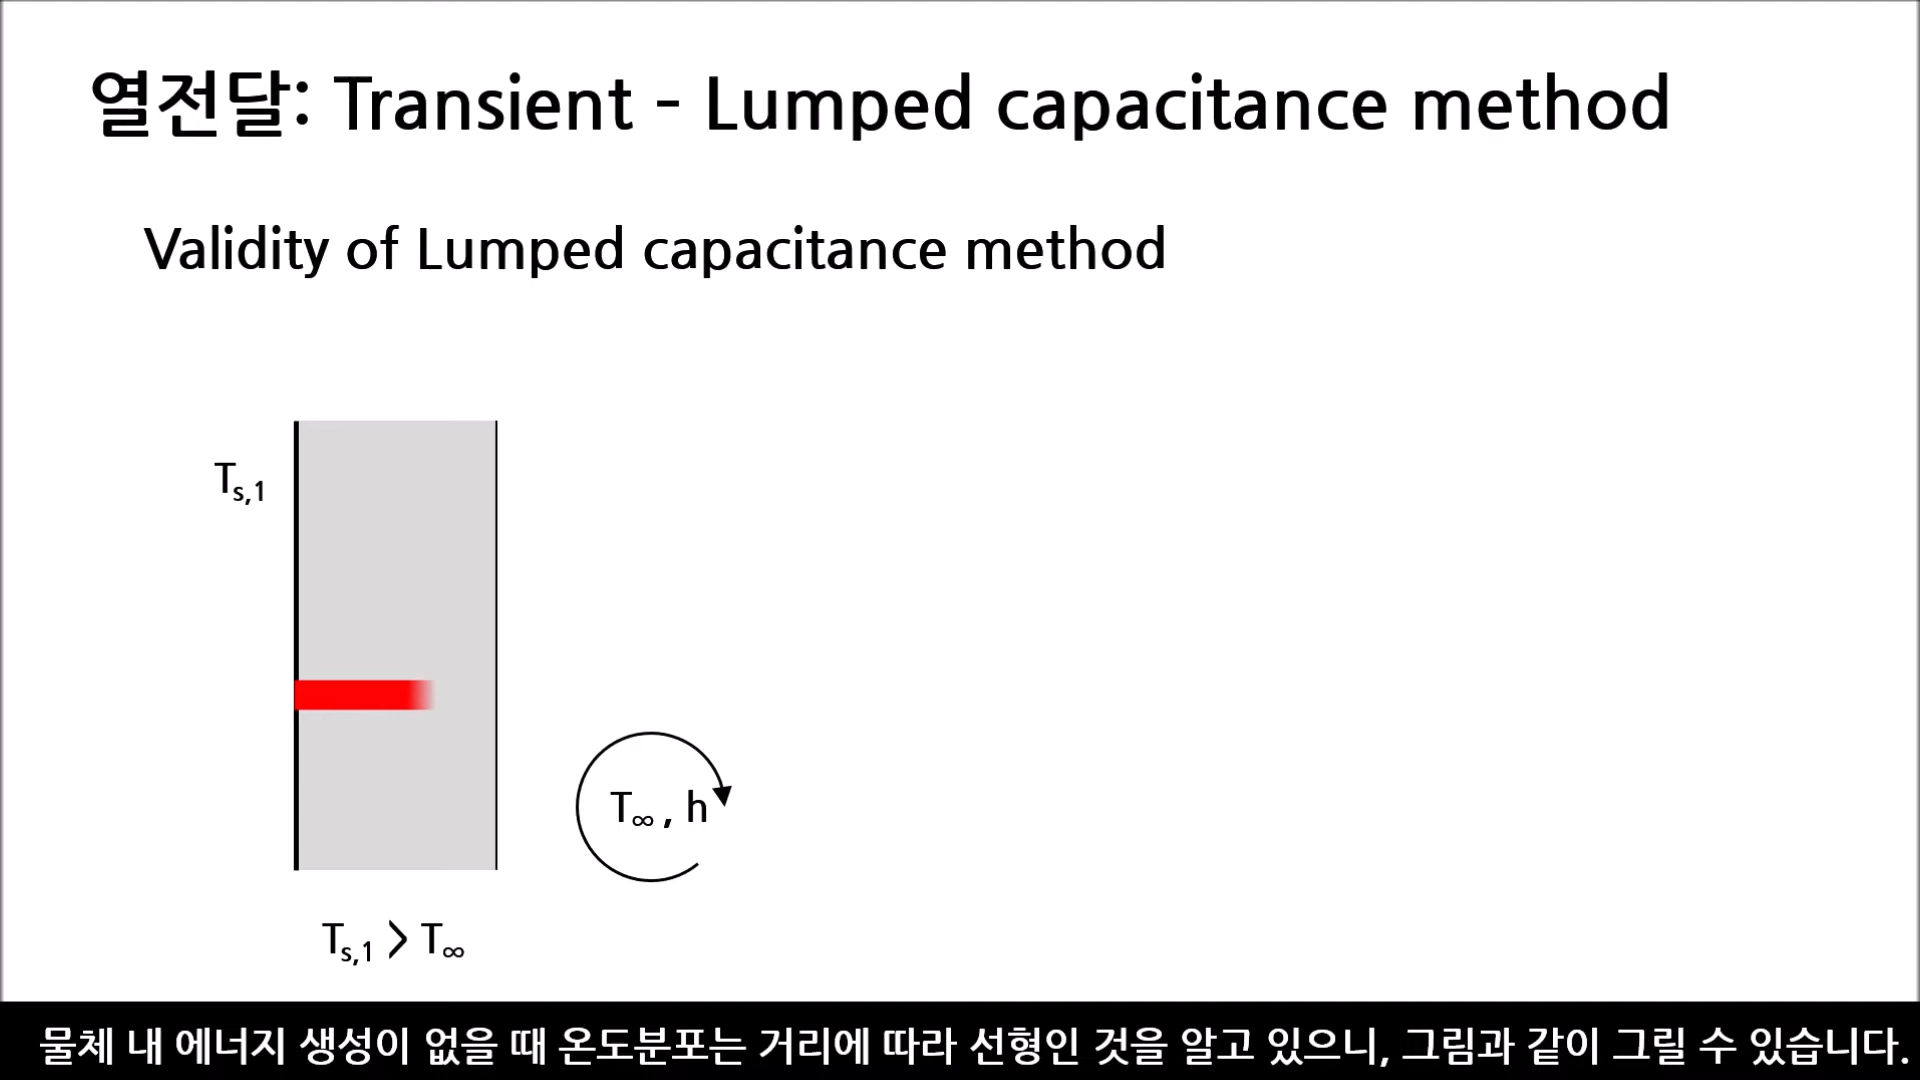 열전달: Transient - Lumped capacitance method
Validity of Lumped capacitance method
Ts,1
T∞ , h
Ts,1 > T∞
물체 내 에너지 생성이 없을 때 온도분포는 거리에 따라 선형인 것을 알고 있으니, 그림과 같이 그릴 수 있습니다.